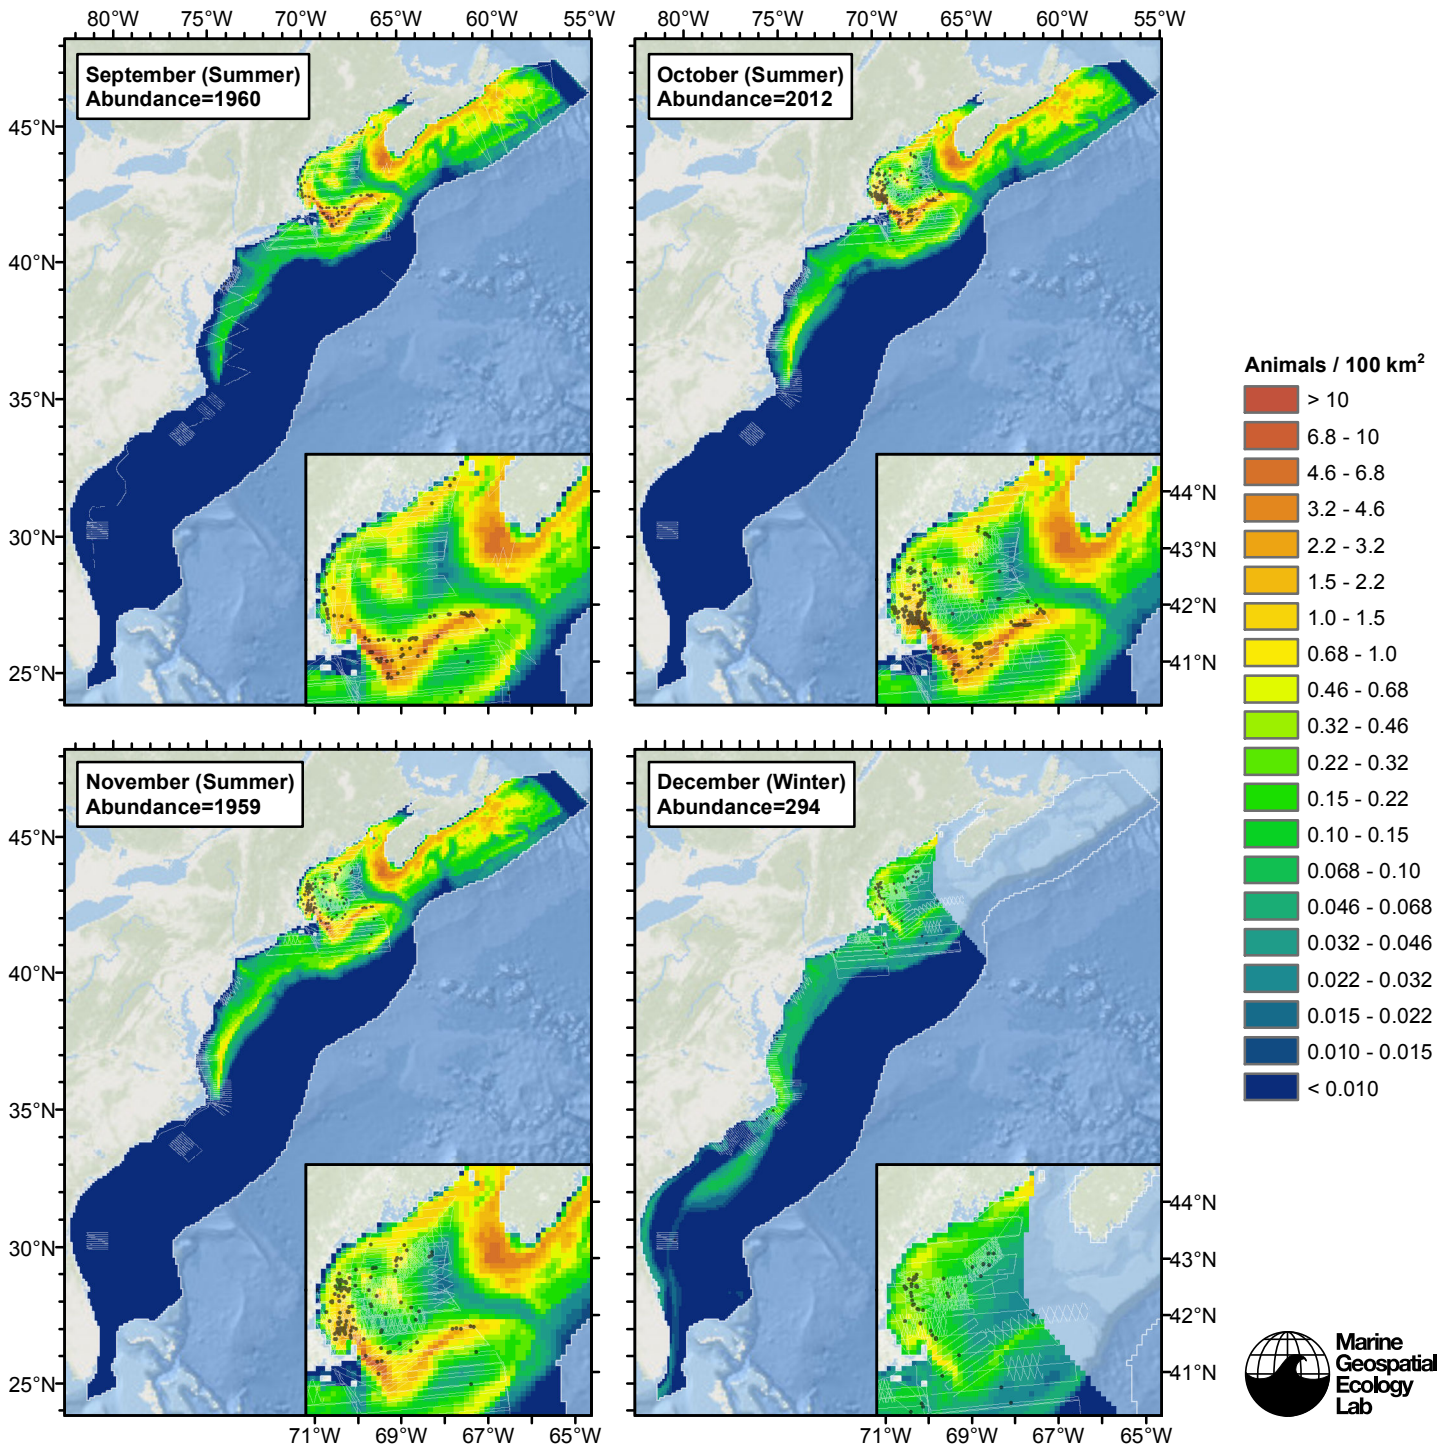 80°W 75°W 70°W 65°W 60°W 55°W 80°W 75°W 70°W 65°W 60°W 55°W
September (Summer)
Abundance=1960
October (Summer)
Abundance=2012
45°N
40°N
35°N
30°N
25°N
44°N
43°N
42°N
41°N
November (Summer)
Abundance=1959
December (Winter)
Abundance=294
45°N
40°N
35°N
30°N
25°N
44°N
43°N
42°N
41°N
71°W 69°W 67°W 65°W 71°W 69°W 67°W 65°W
Animals / 100 km²
> 10
6.8 - 10
4.6 - 6.8
3.2 - 4.6
2.2 - 3.2
1.5 - 2.2
1.0 - 1.5
0.68 - 1.0
0.46 - 0.68
0.32 - 0.46
0.22 - 0.32
0.15 - 0.22
0.10 - 0.15
0.068 - 0.10
0.046 - 0.068
0.032 - 0.046
0.022 - 0.032
0.015 - 0.022
0.010 - 0.015
< 0.010
Marine
Geospatial
Ecology
Lab